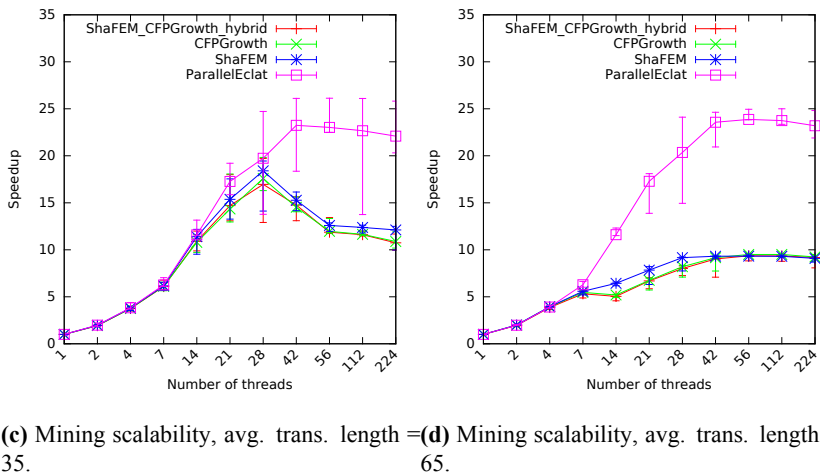 35
30
25
20
15
10
5
0
Speedup
ShaFEM_CFPGrowth_hybrid
CFPGrowth
ShaFEM
ParallelEclat
1 2 4 7 14 21 28 42 56 112 224
Number of threads
35
30
25
20
15
10
5
0
Speedup
ShaFEM_CFPGrowth_hybrid
CFPGrowth
ShaFEM
ParallelEclat
1 2 4 7 14 21 28 42 56 112 224
Number of threads
(c) Mining scalability, avg. trans. length =
35.
(d) Mining scalability, avg. trans. length
65.